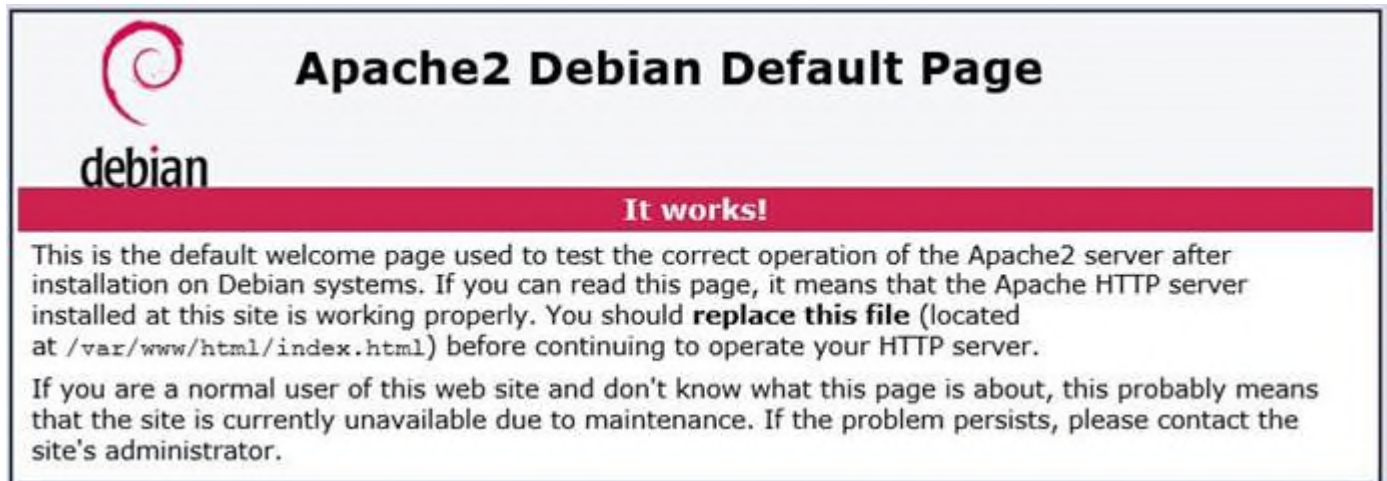 debian
Apache2 Debian Default Page
It works!
This is the default welcome page used to test the correct operation of the Apache2 server after
installation on Debian systems. If you can read this page, it means that the Apache HTTP server
installed at this site is working properly. You should replace this file (located
at /var/www/html/index.html) before continuing to operate your HTTP server.
If you are a normal user of this web site and don't know what this page is about, this probably means
that the site is currently unavailable due to maintenance. If the problem persists, please contact the
site's administrator.